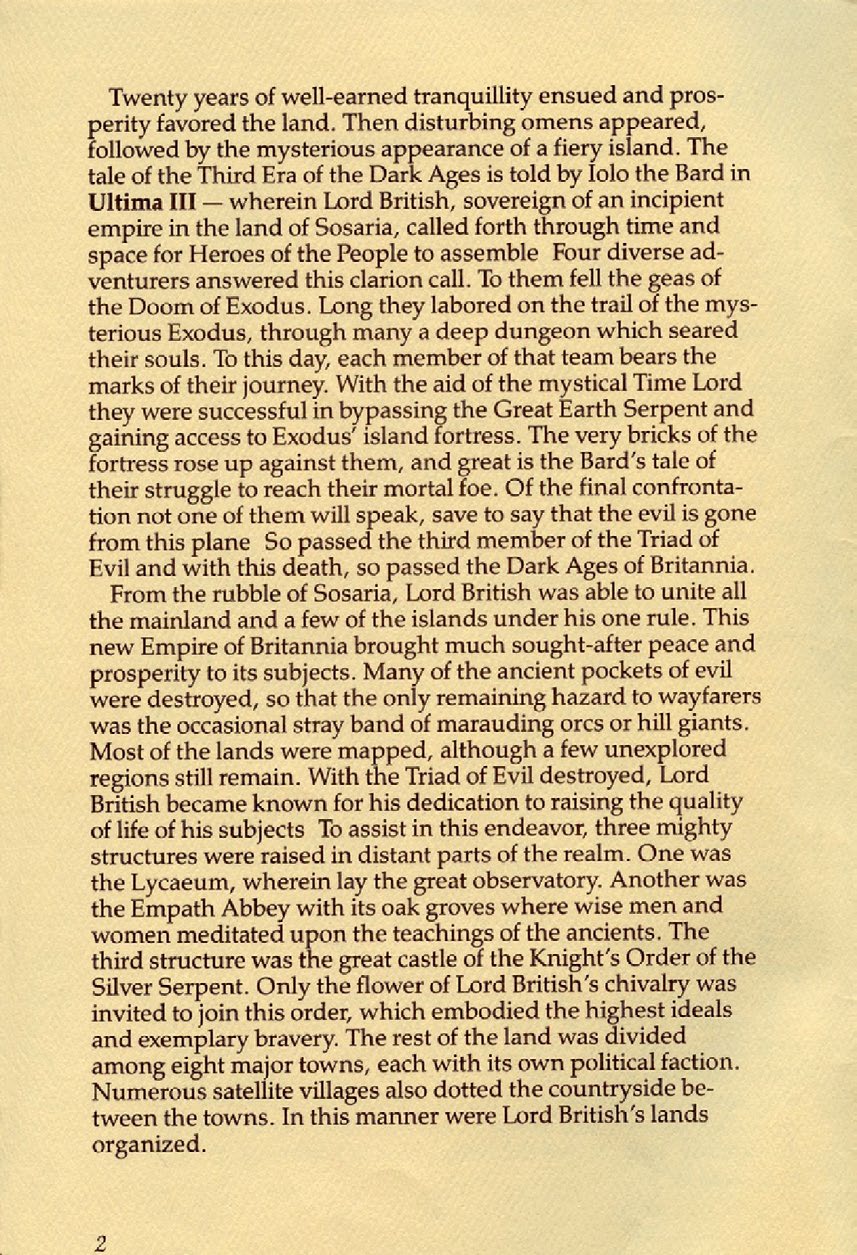 Twenty years of well-earned tranquillity ensued and pros-
perity favored the land. Then disturbing omens appeared,
followed by the mysterious appearance of a fiery island. The
tale of the Third Era of the Dark Ages is told by Iolo the Bard in
Ultima III — wherein Lord British, sovereign of an incipient
empire in the land of Sosaria, called forth through time and
space for Heroes of the People to assemble  Four diverse ad-
venturers answered this clarion call. To them fell the geas of
the Doom of Exodus. Long they labored on the trail of the mys-
terious Exodus, through many a deep dungeon which seared
their souls. To this day, each member of that team bears the
marks of their journey. With the aid of the mystical Time Lord
they were successful in bypassing the Great Earth Serpent and
gaining access to Exodus' island fortress. The very bricks of the
fortress rose up against them, and great is the Bard's tale of
their struggle to reach their mortal foe. Of the final confronta-
tion not one of them will speak, save to say that the evil is gone
from this plane  So passed the third member of the Triad of
Evil and with this death, so passed the Dark Ages of Britannia.
From the rubble of Sosaria, Lord British was able to unite all
the mainland and a few of the islands under his one rule. This
new Empire of Britannia brought much sought-after peace and
prosperity to its subjects. Many of the ancient pockets of evil
were destroyed, so that the only remaining hazard to wayfarers
was the occasional stray band of marauding orcs or hill giants.
Most of the lands were mapped, although a few unexplored
regions still remain. With the Triad of Evil destroyed, Lord
British became known for his dedication to raising the quality
of life of his subjects  To assist in this endeavor, three mighty
structures were raised in distant parts of the realm. One was
the Lycaeum, wherein lay the great observatory. Another was
the Empath Abbey with its oak groves where wise men and
women meditated upon the teachings of the ancients. The
third structure was the great castle of the Knight's Order of the
Silver Serpent. Only the flower of Lord British's chivalry was
invited to join this order, which embodied the highest ideals
and exemplary bravery. The rest of the land was divided
among eight major towns, each with its own political faction.
Numerous satellite villages also dotted the countryside be-
tween the towns. In this manner were Lord British's lands
organized.
2